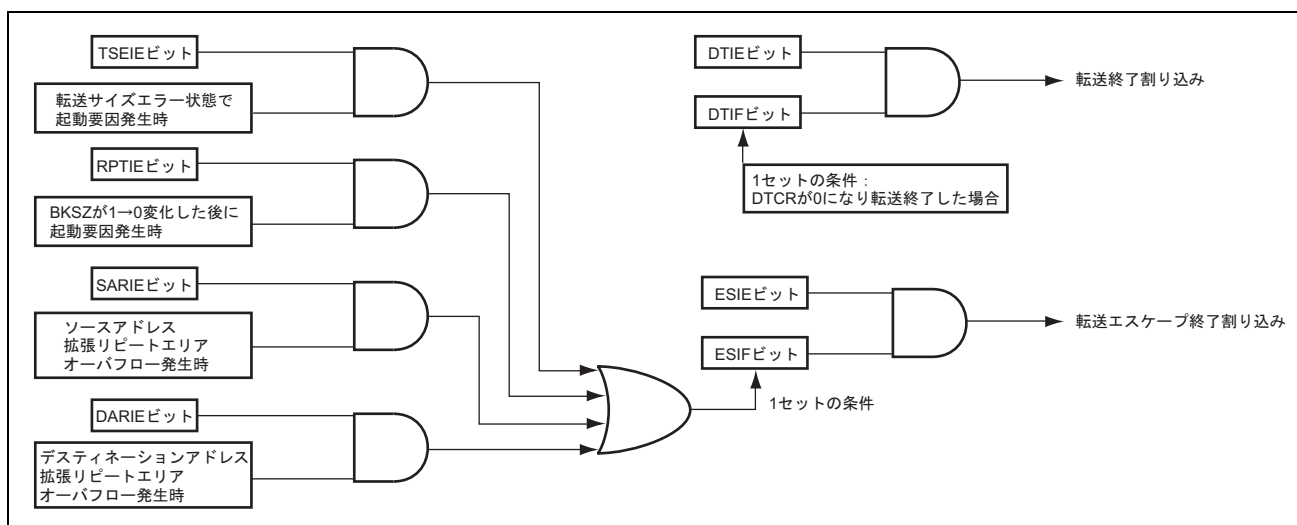 TSEIEビット
転送サイズエラー状態で
起動要因発生時
RPTIEビット
BKSZが1→0変化した後に
起動要因発生時
SARIEビット
ソースアドレス
拡張リピートエリア
オーバフロー発生時
DARIEビット
デスティネーションアドレス
拡張リピートエリア
オーバフロー発生時
DTIEビット
DTIFビット
転送終了割り込み
1セットの条件：
DTCRが0になり転送終了した場合
ESIEビット
ESIFビット
転送エスケープ終了割り込み
1セットの条件